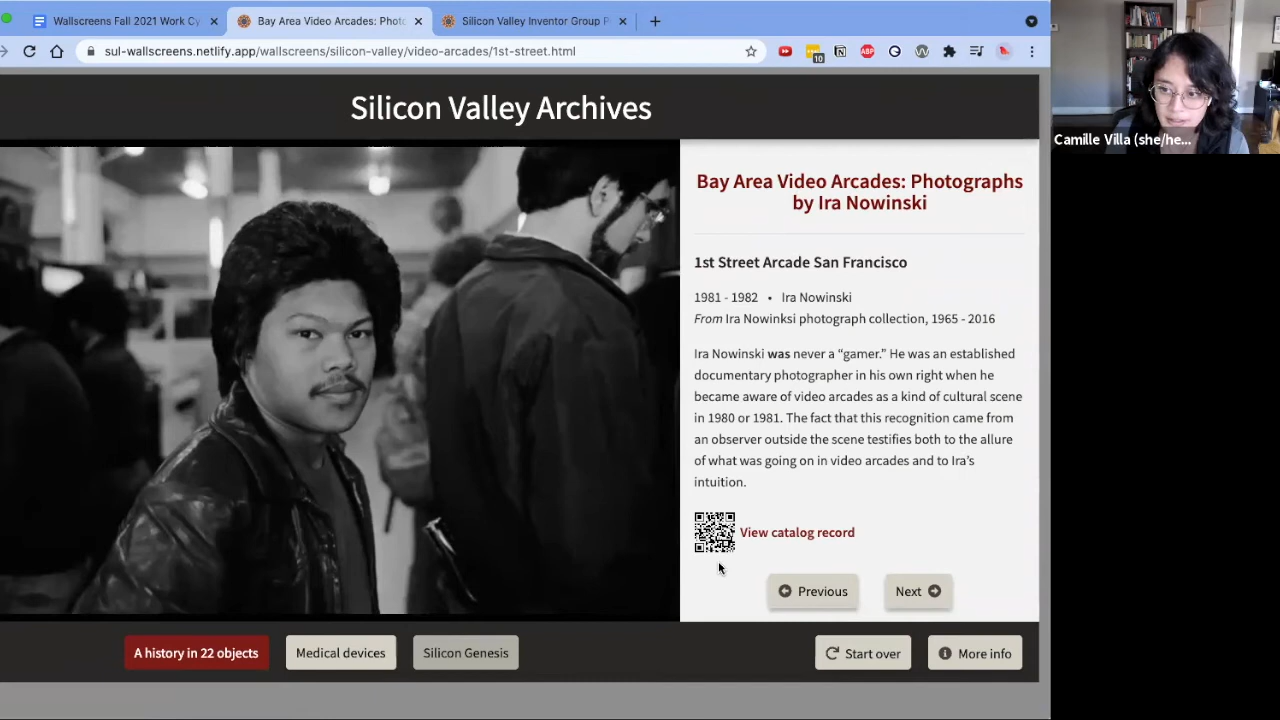 Wallscreens Fall 2021 Work Cy
Bay Area Video Arcades: Photo
Silicon Valley Inventor Group P
sul-wallscreens.netlify.app/wallscreens/silicon-valley/video-arcades/1st-street.html
10
ABP
Camille Villa (she/he...
Silicon Valley Archives
Bay Area Video Arcades: Photographs
by Ira Nowinski
1st Street Arcade San Francisco
1981 - 1982 • Ira Nowinski
From Ira Nowinksi photograph collection, 1965 - 2016
Ira Nowinski was never a “gamer.” He was an established
documentary photographer in his own right when he
became aware of video arcades as a kind of cultural scene
in 1980 or 1981. The fact that this recognition came from
an observer outside the scene testifies both to the allure
of what was going on in video arcades and to Ira’s
intuition.
View catalog record
Previous
Next
A history in 22 objects
Medical devices
Silicon Genesis
Start over
More info